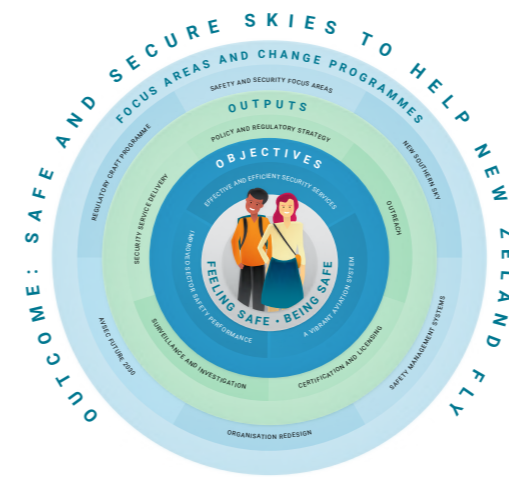 OUTCOME: SAFE AND SECURE SKIES TO HELP NEW ZELAND FLY
FOCUS AREAS AND CHANGE PROGRAMMES
SAFETY AND SECURITY FOCUS AREAS
NEW SOUTHERN SKY
SAFETY MANAGEMENT SYSTEMS
ORGANISATION REDESIGN
AVSEC FUTURE
REGULATORY CRAFT PROGRAMME
OUTPUTS
POLICY AND REGULATORY STRATEGY
OUTREACH
CERTIFICATION AND LICENSING
SURVEILLANCE AND INVESTIGATION
SECURITY SERVICE DELIVERY
OBJECTIVES
EFFECTIVE AND EFFICIENT SECURITY SERVICES
A VIBRANT AVIATION SYSTEM
IMPROVED SECTOR SAFETY PERFORMANCE
FEELING SAFE • BEING SAFE